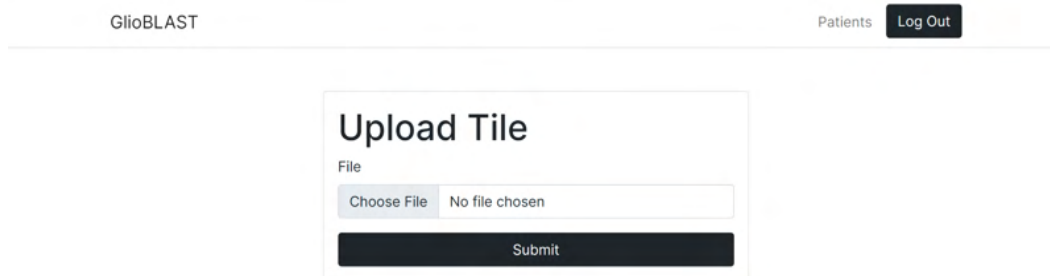 GlioBLAST Patients Log Out
Upload Tile
File
Choose File No file chosen
Submit